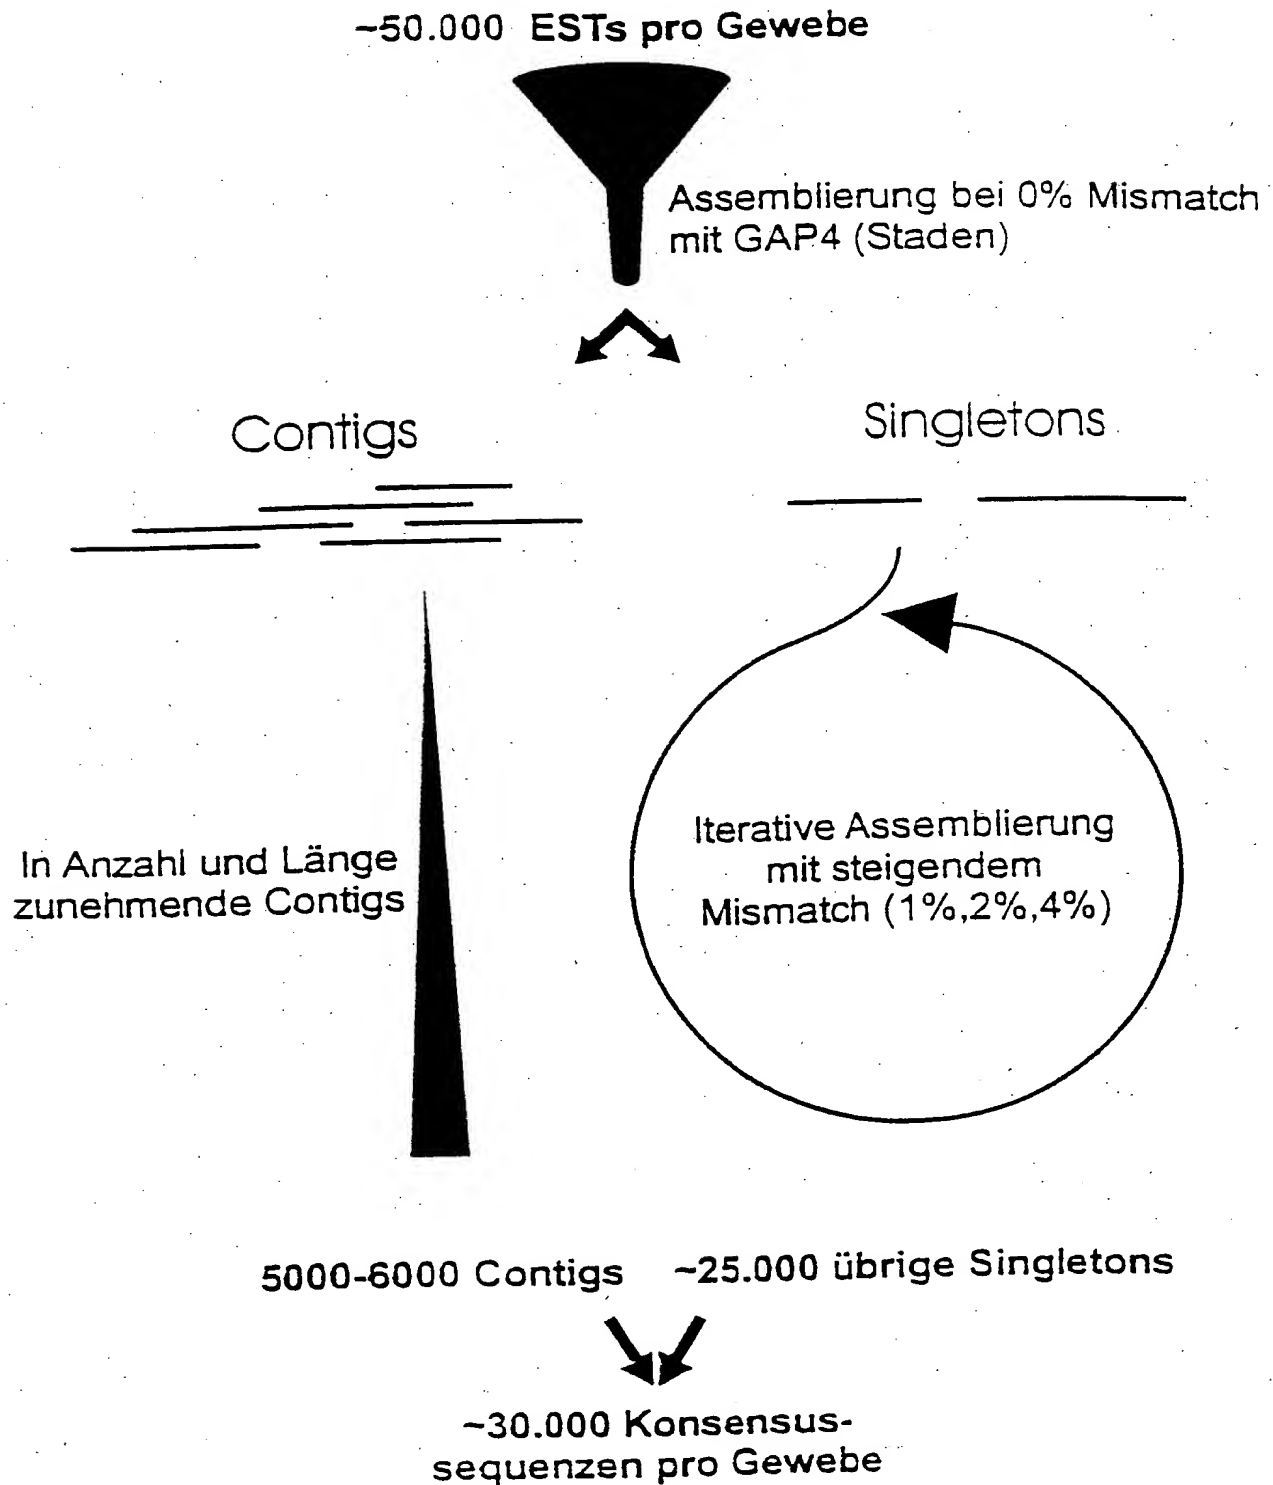 ~50.000 ESTs pro Gewebe
Assemblierung bei 0% Mismatch
mit GAP4 (Staden)
Contigs
Singletons
Iterative Assemblierung
mit steigendem
Mismatch (1%,2%,4%)
In Anzahl und Länge
zunehmende Contigs
5000-6000 Contigs
~25.000 übrige Singletons
~30.000 Konsensus-
sequenzen pro Gewebe